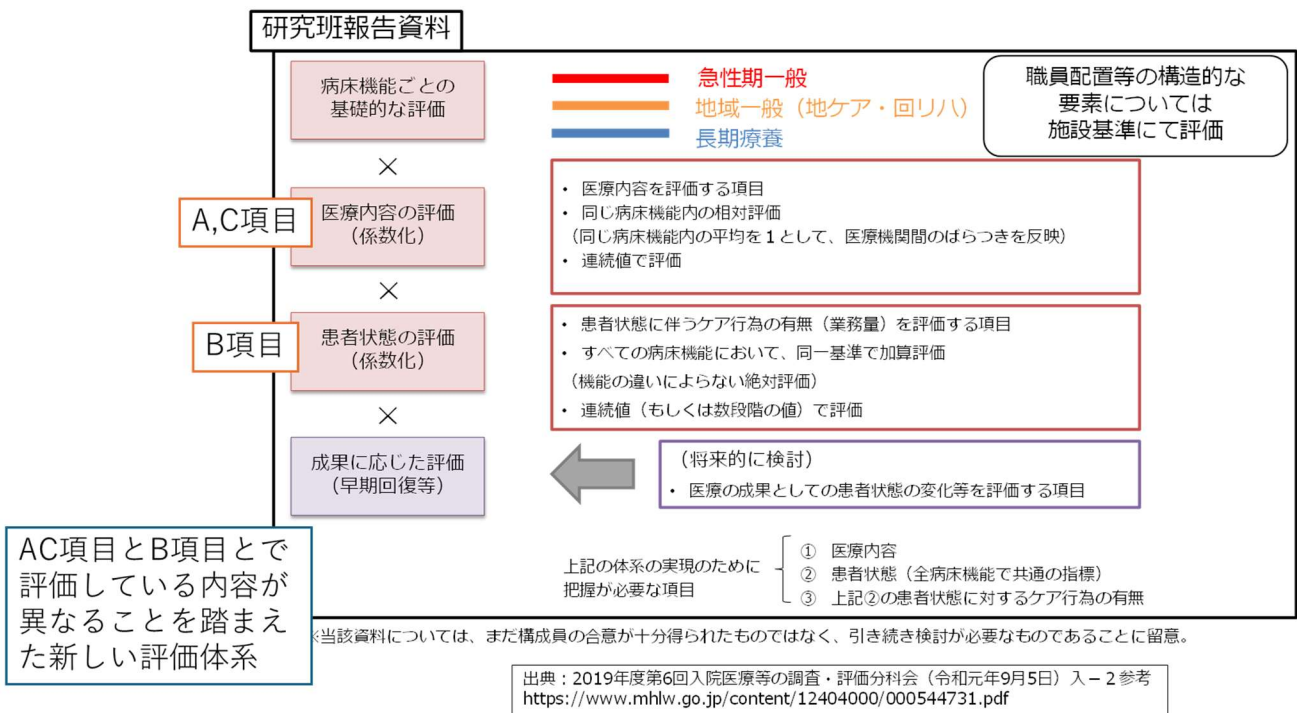 研究班報告資料
病床機能ごとの
基礎的な評価
急性期一般
地域一般（地ケア・回リハ）
長期療養
職員配置等の構造的な
要素については
施設基準にて評価
×
A,C項目
医療内容の評価
（係数化）
・ 医療内容を評価する項目
・ 同じ病床機能内の相対評価
（同じ病床機能内の平均を１として、医療機関間のばらつきを反映）
・ 連続値で評価
×
B項目
患者状態の評価
（係数化）
・ 患者状態に伴うケア行為の有無（業務量）を評価する項目
・ すべての病床機能において、同一基準で加算評価
（機能の違いによらない絶対評価）
・ 連続値（もしくは数段階の値）で評価
×
成果に応じた評価
（早期回復等）
（将来的に検討）
・ 医療の成果としての患者状態の変化等を評価する項目
AC項目とB項目とで
評価している内容が
異なることを踏まえ
た新しい評価体系
上記の体系の実現のために
把握が必要な項目
① 医療内容
② 患者状態（全病床機能で共通の指標）
③ 上記②の患者状態に対するケア行為の有無
※当該資料については、まだ構成員の合意が十分得られたものではなく、引き続き検討が必要なものであることに留意。
出典：2019年度第6回入院医療等の調査・評価分科会（令和元年9月5日）入－２参考
https://www.mhlw.go.jp/content/12404000/000544731.pdf